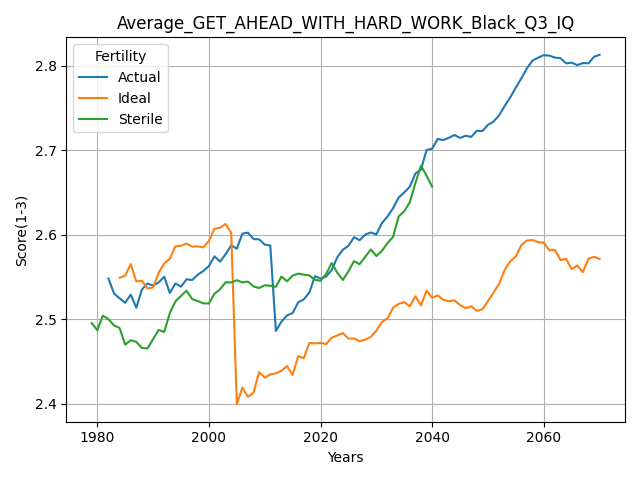 Average_GET_AHEAD_WITH_HARD_WORK_Black_Q3_IQ
Fertility
Actual
Ideal
Sterile
Score(1-3)
2.8
2.7
2.6
2.5
2.4
1980 2000 2020 2040 2060
Years